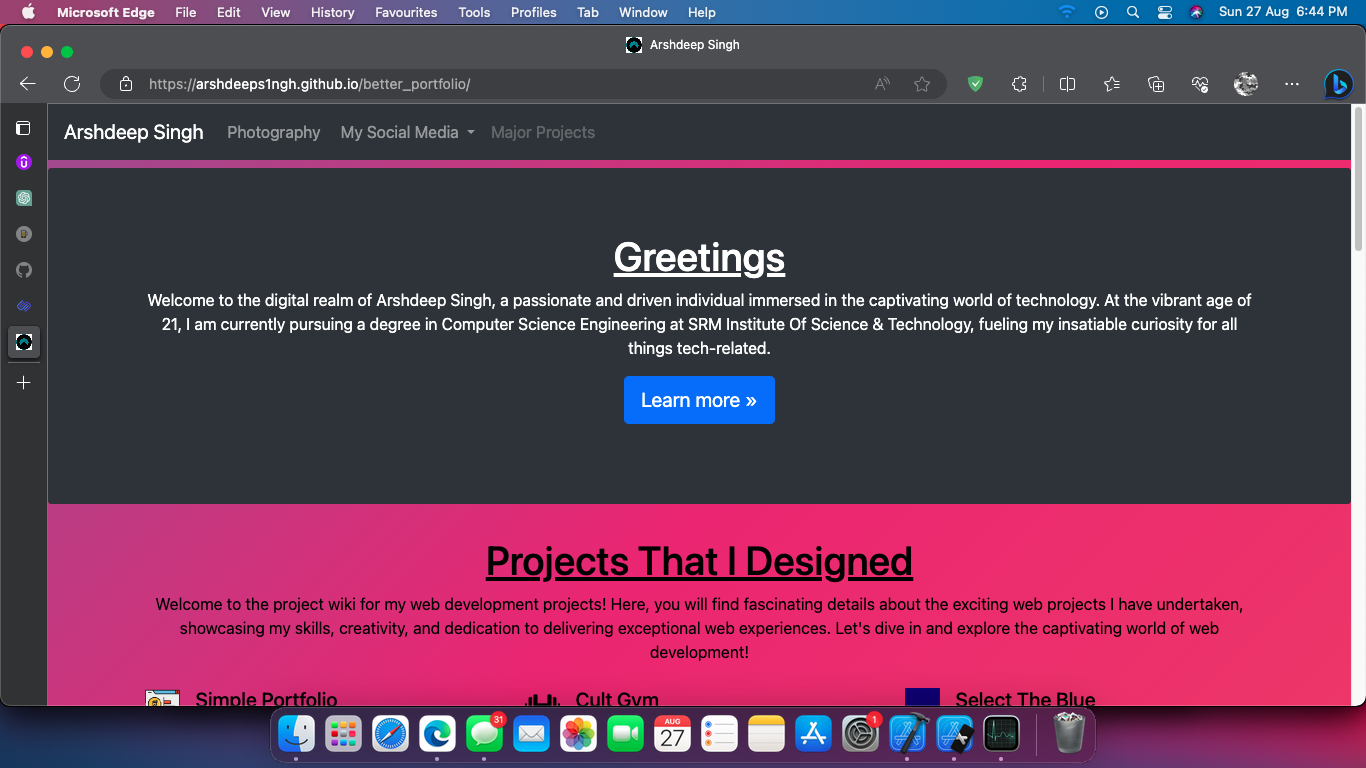 Microsoft Edge File Edit View History Favourites Tools Profiles Tab Window Help Sun 27 Aug 6:44 PM
Arshdeep Singh
https://arshdeeps1ngh.github.io/better_portfolio/
Arshdeep Singh Photography My Social Media Major Projects
Greetings
Welcome to the digital realm of Arshdeep Singh, a passionate and driven individual immersed in the captivating world of technology. At the vibrant age of
21, I am currently pursuing a degree in Computer Science Engineering at SRM Institute Of Science & Technology, fueling my insatiable curiosity for all
things tech-related.
Learn more »
Projects That I Designed
Welcome to the project wiki for my web development projects! Here, you will find fascinating details about the exciting web projects I have undertaken,
showcasing my skills, creativity, and dedication to delivering exceptional web experiences. Let's dive in and explore the captivating world of web
development!
Simple Portfolio Cult Gym Select The Blue
31 AUG 27 1